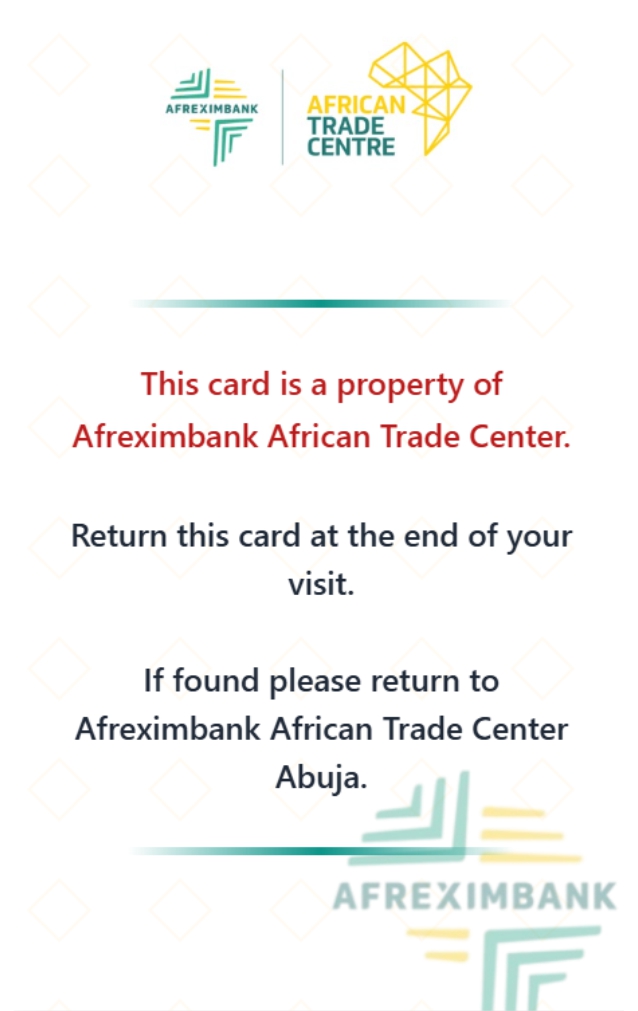 AFREXIMBANK
AFRICAN
TRADE
CENTRE
This card is a property of
Afreximbank African Trade Center.
Return this card at the end of your
visit.
If found please return to
Afreximbank African Trade Center
Abuja.
AFREXIMBANK